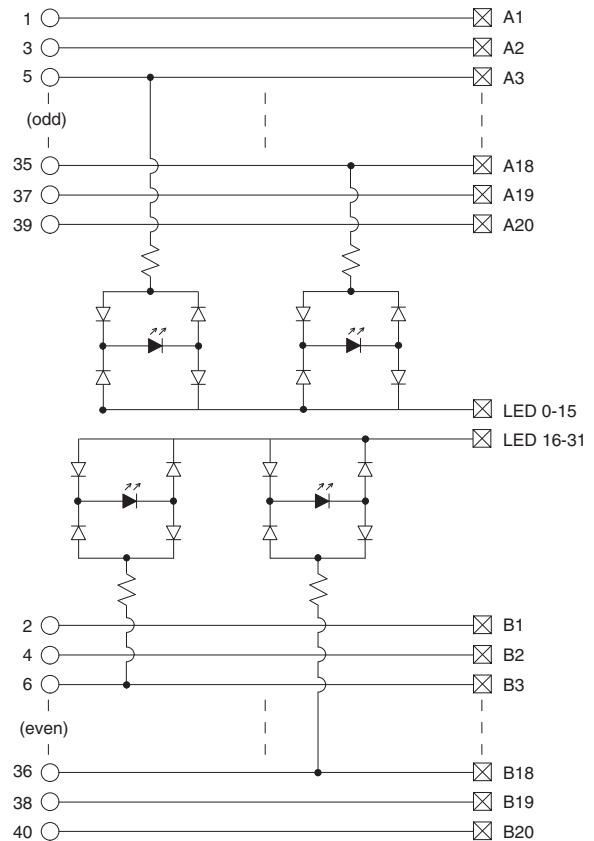 1 A1
3 A2
5 A3
(odd)
35 A18
37 A19
39 A20
LED 0-15
LED 16-31
2 B1
4 B2
6 B3
(even)
36 B18
38 B19
40 B20